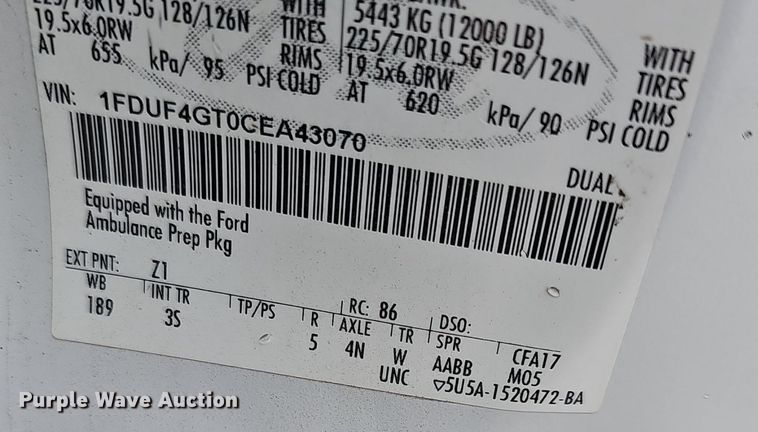 5443 KG (12000 LB)
225/70R19.5G 128/126N WITH TIRES
19.5x6.0RW RIMS
AT 620 kPa/ 90 PSI COLD
128/126N WITH TIRES
19.5x6.0RW RIMS
AT 655 kPa/ 95 PSI COLD
VIN: 1FDUF4GT0CEA43070
DUAL
Equipped with the Ford
Ambulance Prep Pkg
EXT PNT: Z1 RC: 86 DSO:
WB INT TR TP/PS R AXLE TR SPR CFA17
189 3S 5 4N W AABB M05
UNC ▽5U5A-1520472-BA
Purple Wave Auction